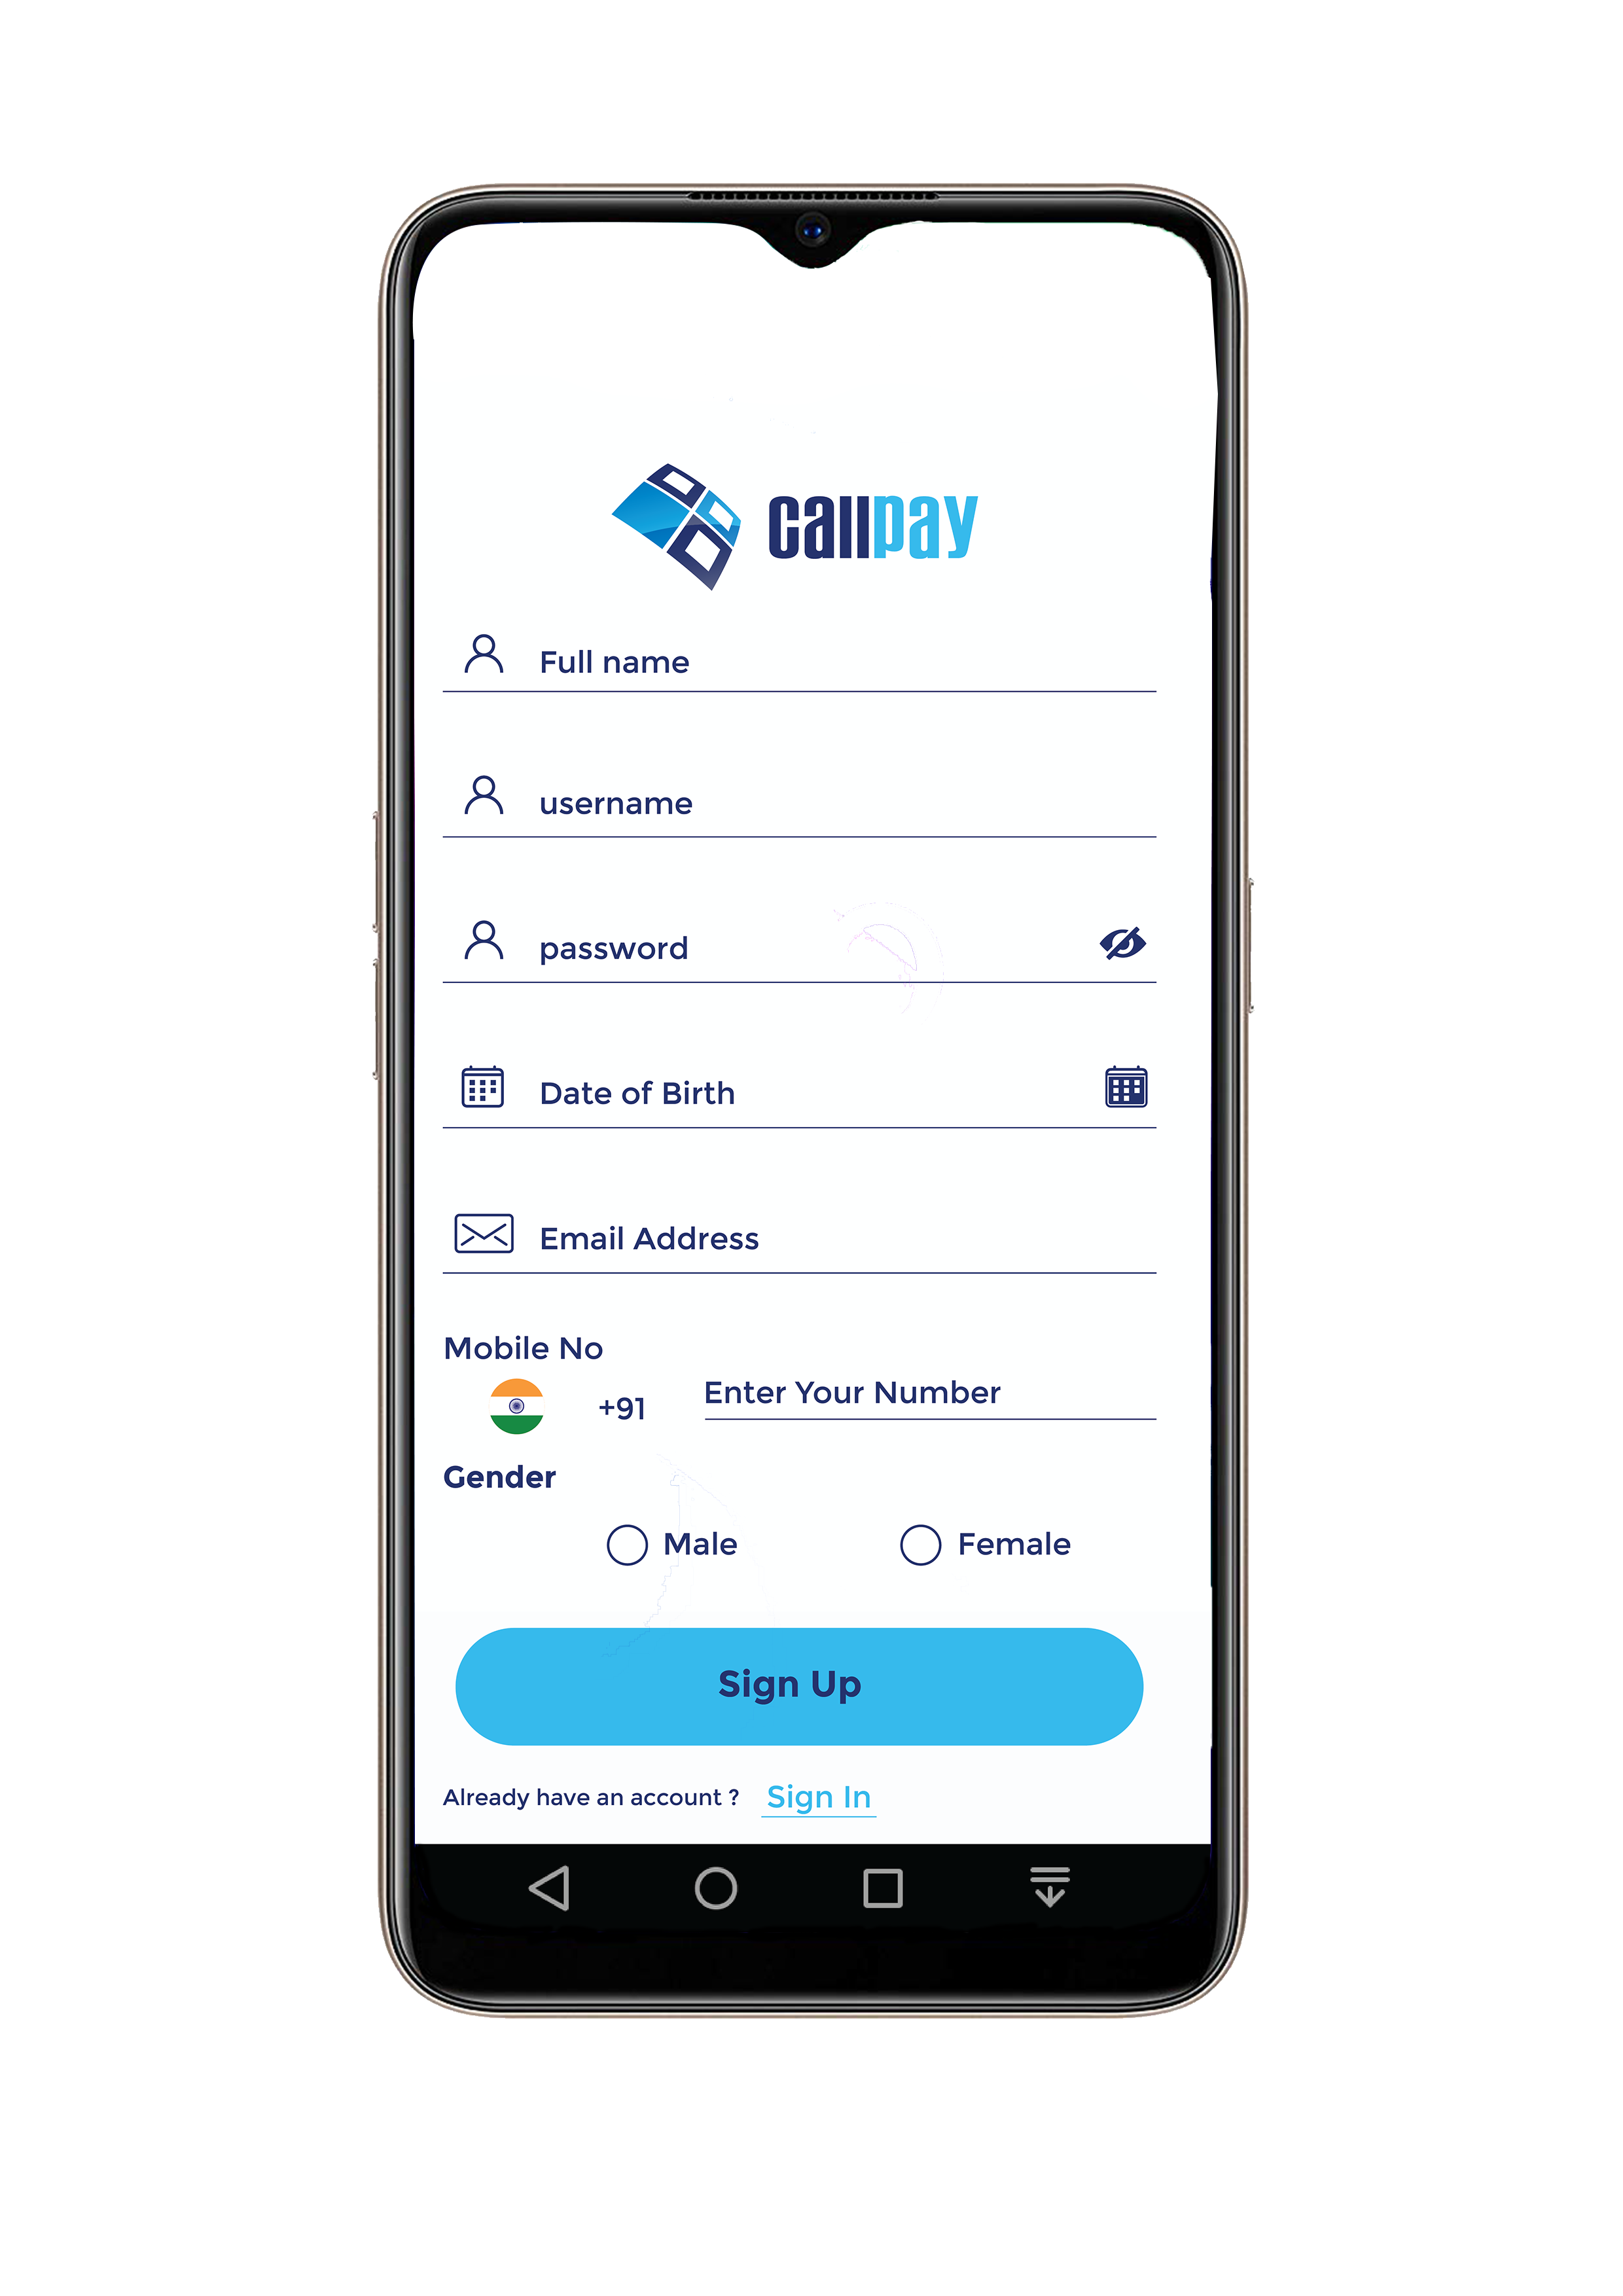 callpay
Full name
username
password
Date of Birth
Email Address
Mobile No
+91 Enter Your Number
Gender
Male Female
Sign Up
Already have an account ? Sign In